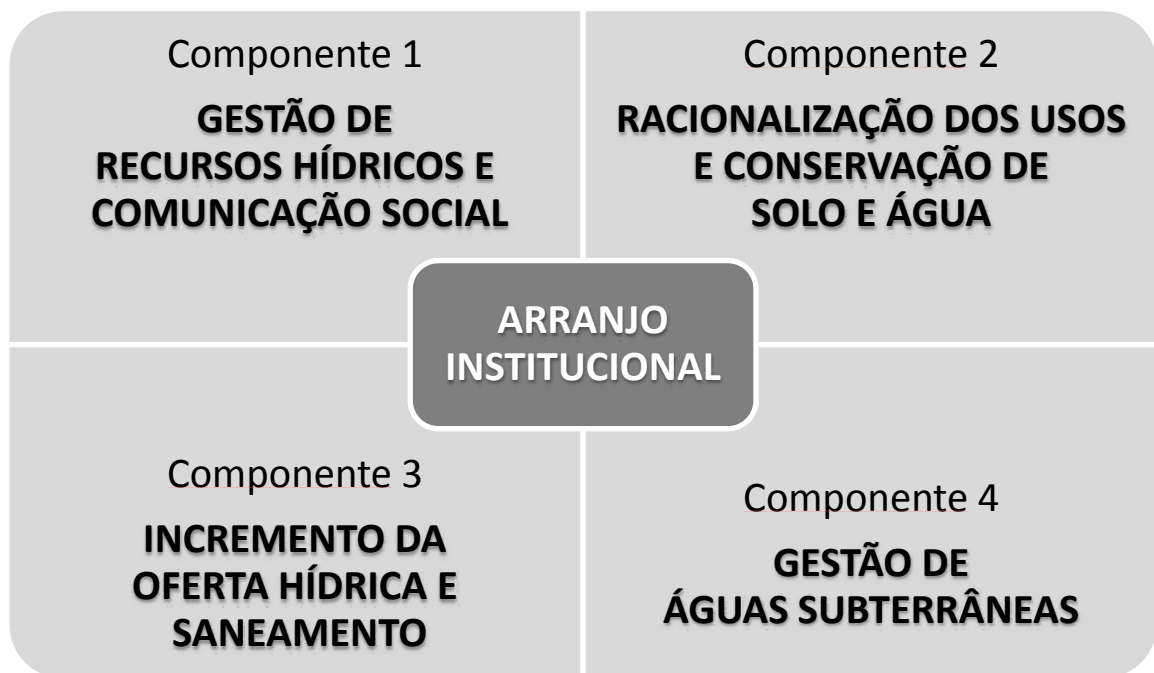 Componente 1
GESTÃO DE
RECURSOS HÍDRICOS E
COMUNICAÇÃO SOCIAL
Componente 2
RACIONALIZAÇÃO DOS USOS
E CONSERVAÇÃO DE
SOLO E ÁGUA
ARRANJO
INSTITUCIONAL
Componente 3
INCREMENTO DA
OFERTA HÍDRICA E
SANEAMENTO
Componente 4
GESTÃO DE
ÁGUAS SUBTERRÂNEAS